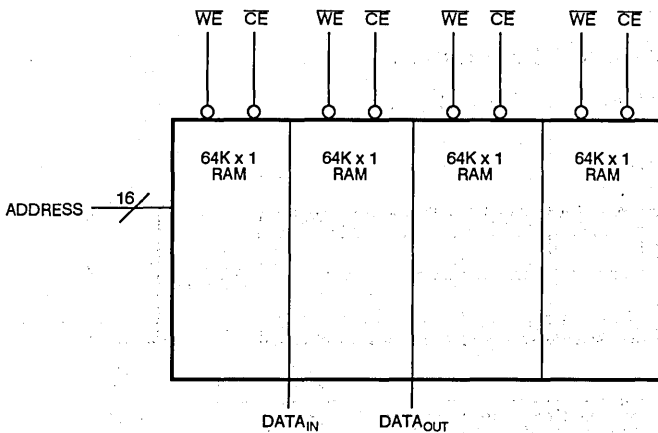 WE CE WE CE WE CE WE CE
64K x 1 64K x 1 64K x 1 64K x 1
RAM RAM RAM RAM
16
ADDRESS
DATAIN DATAOUT